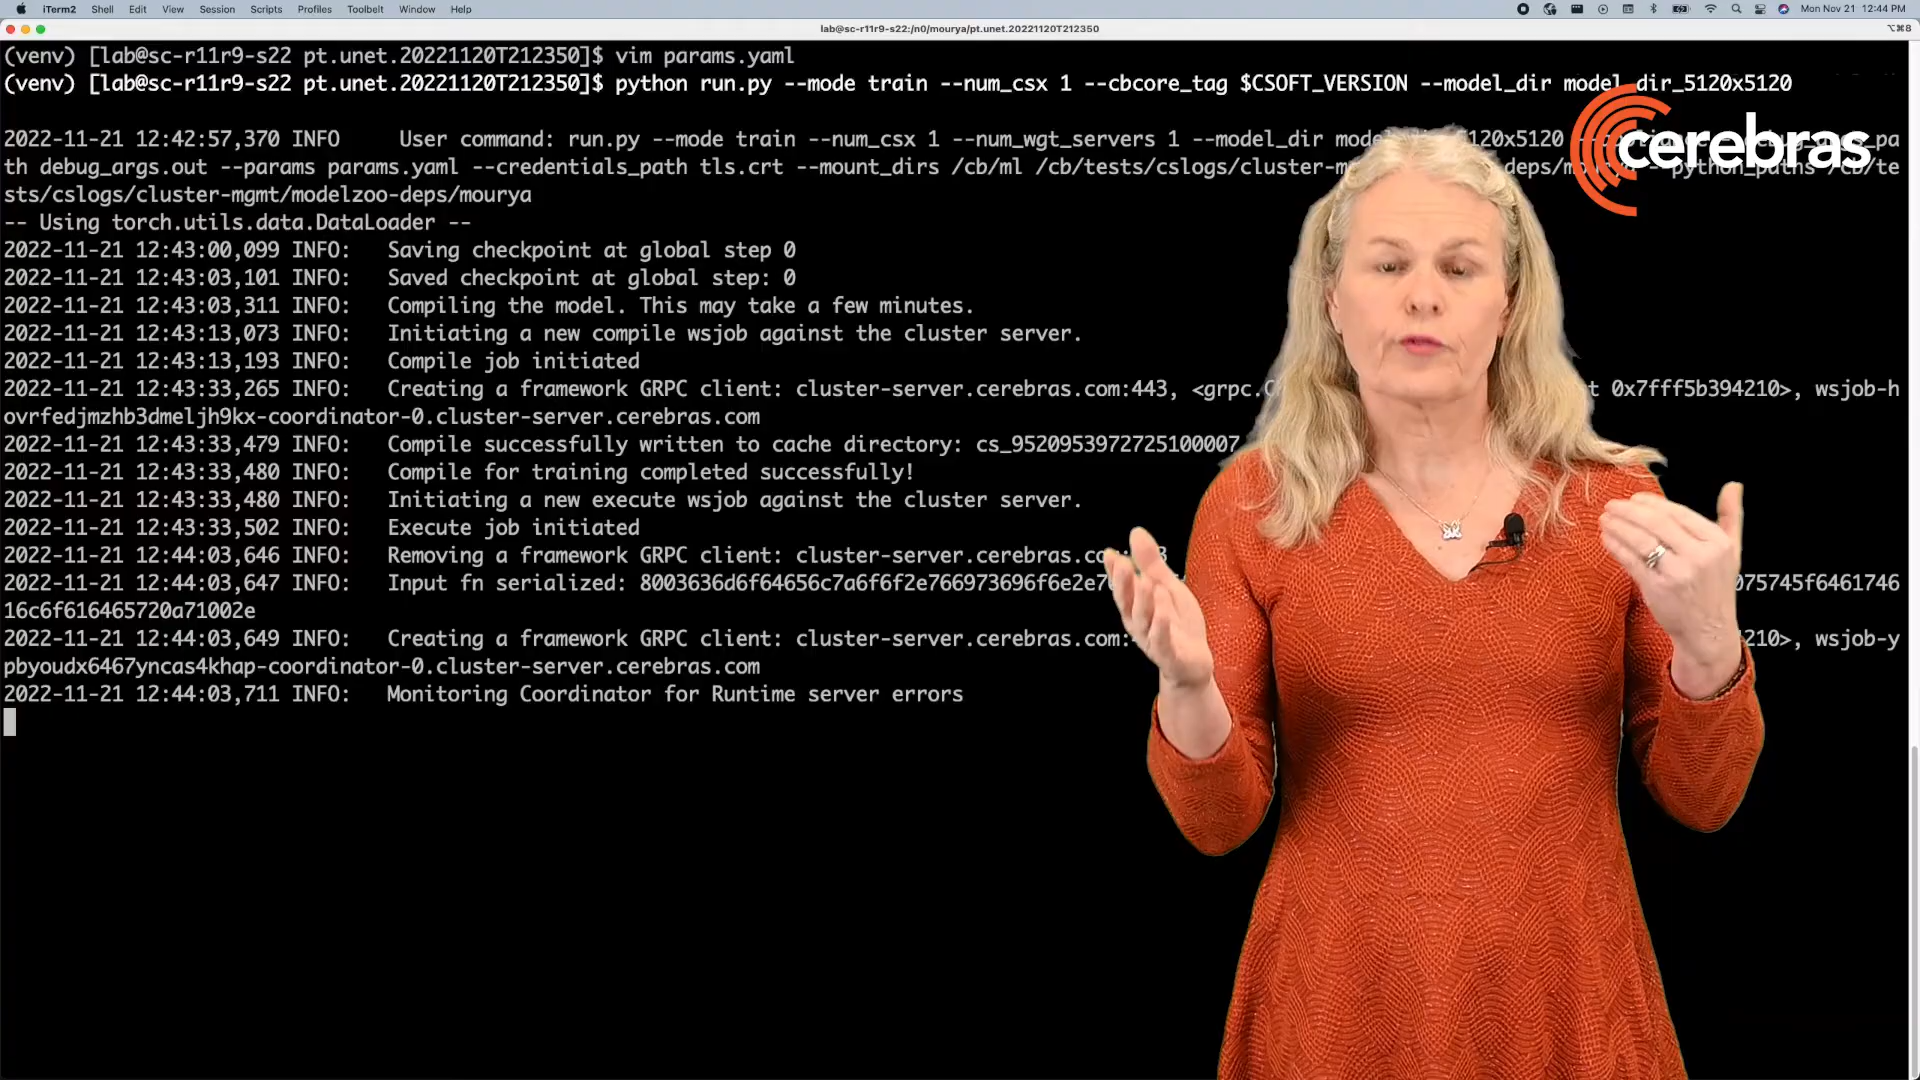 iTerm2 Shell Edit View Session Scripts Profiles Toolbelt Window Help Mon Nov 21 12:44 PM
lab@sc-r11r9-s22:/n0/mourya/pt.unet.20221120T212350 ⌥⌘8
(venv) [lab@sc-r11r9-s22 pt.unet.20221120T212350]$ vim params.yaml
(venv) [lab@sc-r11r9-s22 pt.unet.20221120T212350]$ python run.py --mode train --num_csx 1 --cbcore_tag $CSOFT_VERSION --model_dir model_dir_5120x5120
cerebras
2022-11-21 12:42:57,370 INFO User command: run.py --mode train --num_csx 1 --num_wgt_servers 1 --model_dir
th debug_args.out --params params.yaml --credentials_path tls.crt --mount_dirs /cb/ml /cb/tests/cslogs/cluster-m --python_paths /cb/te
sts/cslogs/cluster-mgmt/modelzoo-deps/mourya
-- Using torch.utils.data.DataLoader --
2022-11-21 12:43:00,099 INFO: Saving checkpoint at global step 0
2022-11-21 12:43:03,101 INFO: Saved checkpoint at global step: 0
2022-11-21 12:43:03,311 INFO: Compiling the model. This may take a few minutes.
2022-11-21 12:43:13,073 INFO: Initiating a new compile wsjob against the cluster server.
2022-11-21 12:43:13,193 INFO: Compile job initiated
2022-11-21 12:43:33,265 INFO: Creating a framework GRPC client: cluster-server.cerebras.com:443, <grpc. t 0x7fff5b394210>, wsjob-h
ovrfedjmzhb3dmeljh9kx-coordinator-0.cluster-server.cerebras.com
2022-11-21 12:43:33,479 INFO: Compile successfully written to cache directory: cs_9520953972725100007
2022-11-21 12:43:33,480 INFO: Compile for training completed successfully!
2022-11-21 12:43:33,480 INFO: Initiating a new execute wsjob against the cluster server.
2022-11-21 12:43:33,502 INFO: Execute job initiated
2022-11-21 12:44:03,646 INFO: Removing a framework GRPC client: cluster-server.cerebras.
2022-11-21 12:44:03,647 INFO: Input fn serialized: 8003636d6f64656c7a6f6f2e766973696f6e2e7 075745f6461746
16c6f616465720a71002e
2022-11-21 12:44:03,649 INFO: Creating a framework GRPC client: cluster-server.cerebras.com: 210>, wsjob-y
pbyoudx6467yncas4khap-coordinator-0.cluster-server.cerebras.com
2022-11-21 12:44:03,711 INFO: Monitoring Coordinator for Runtime server errors